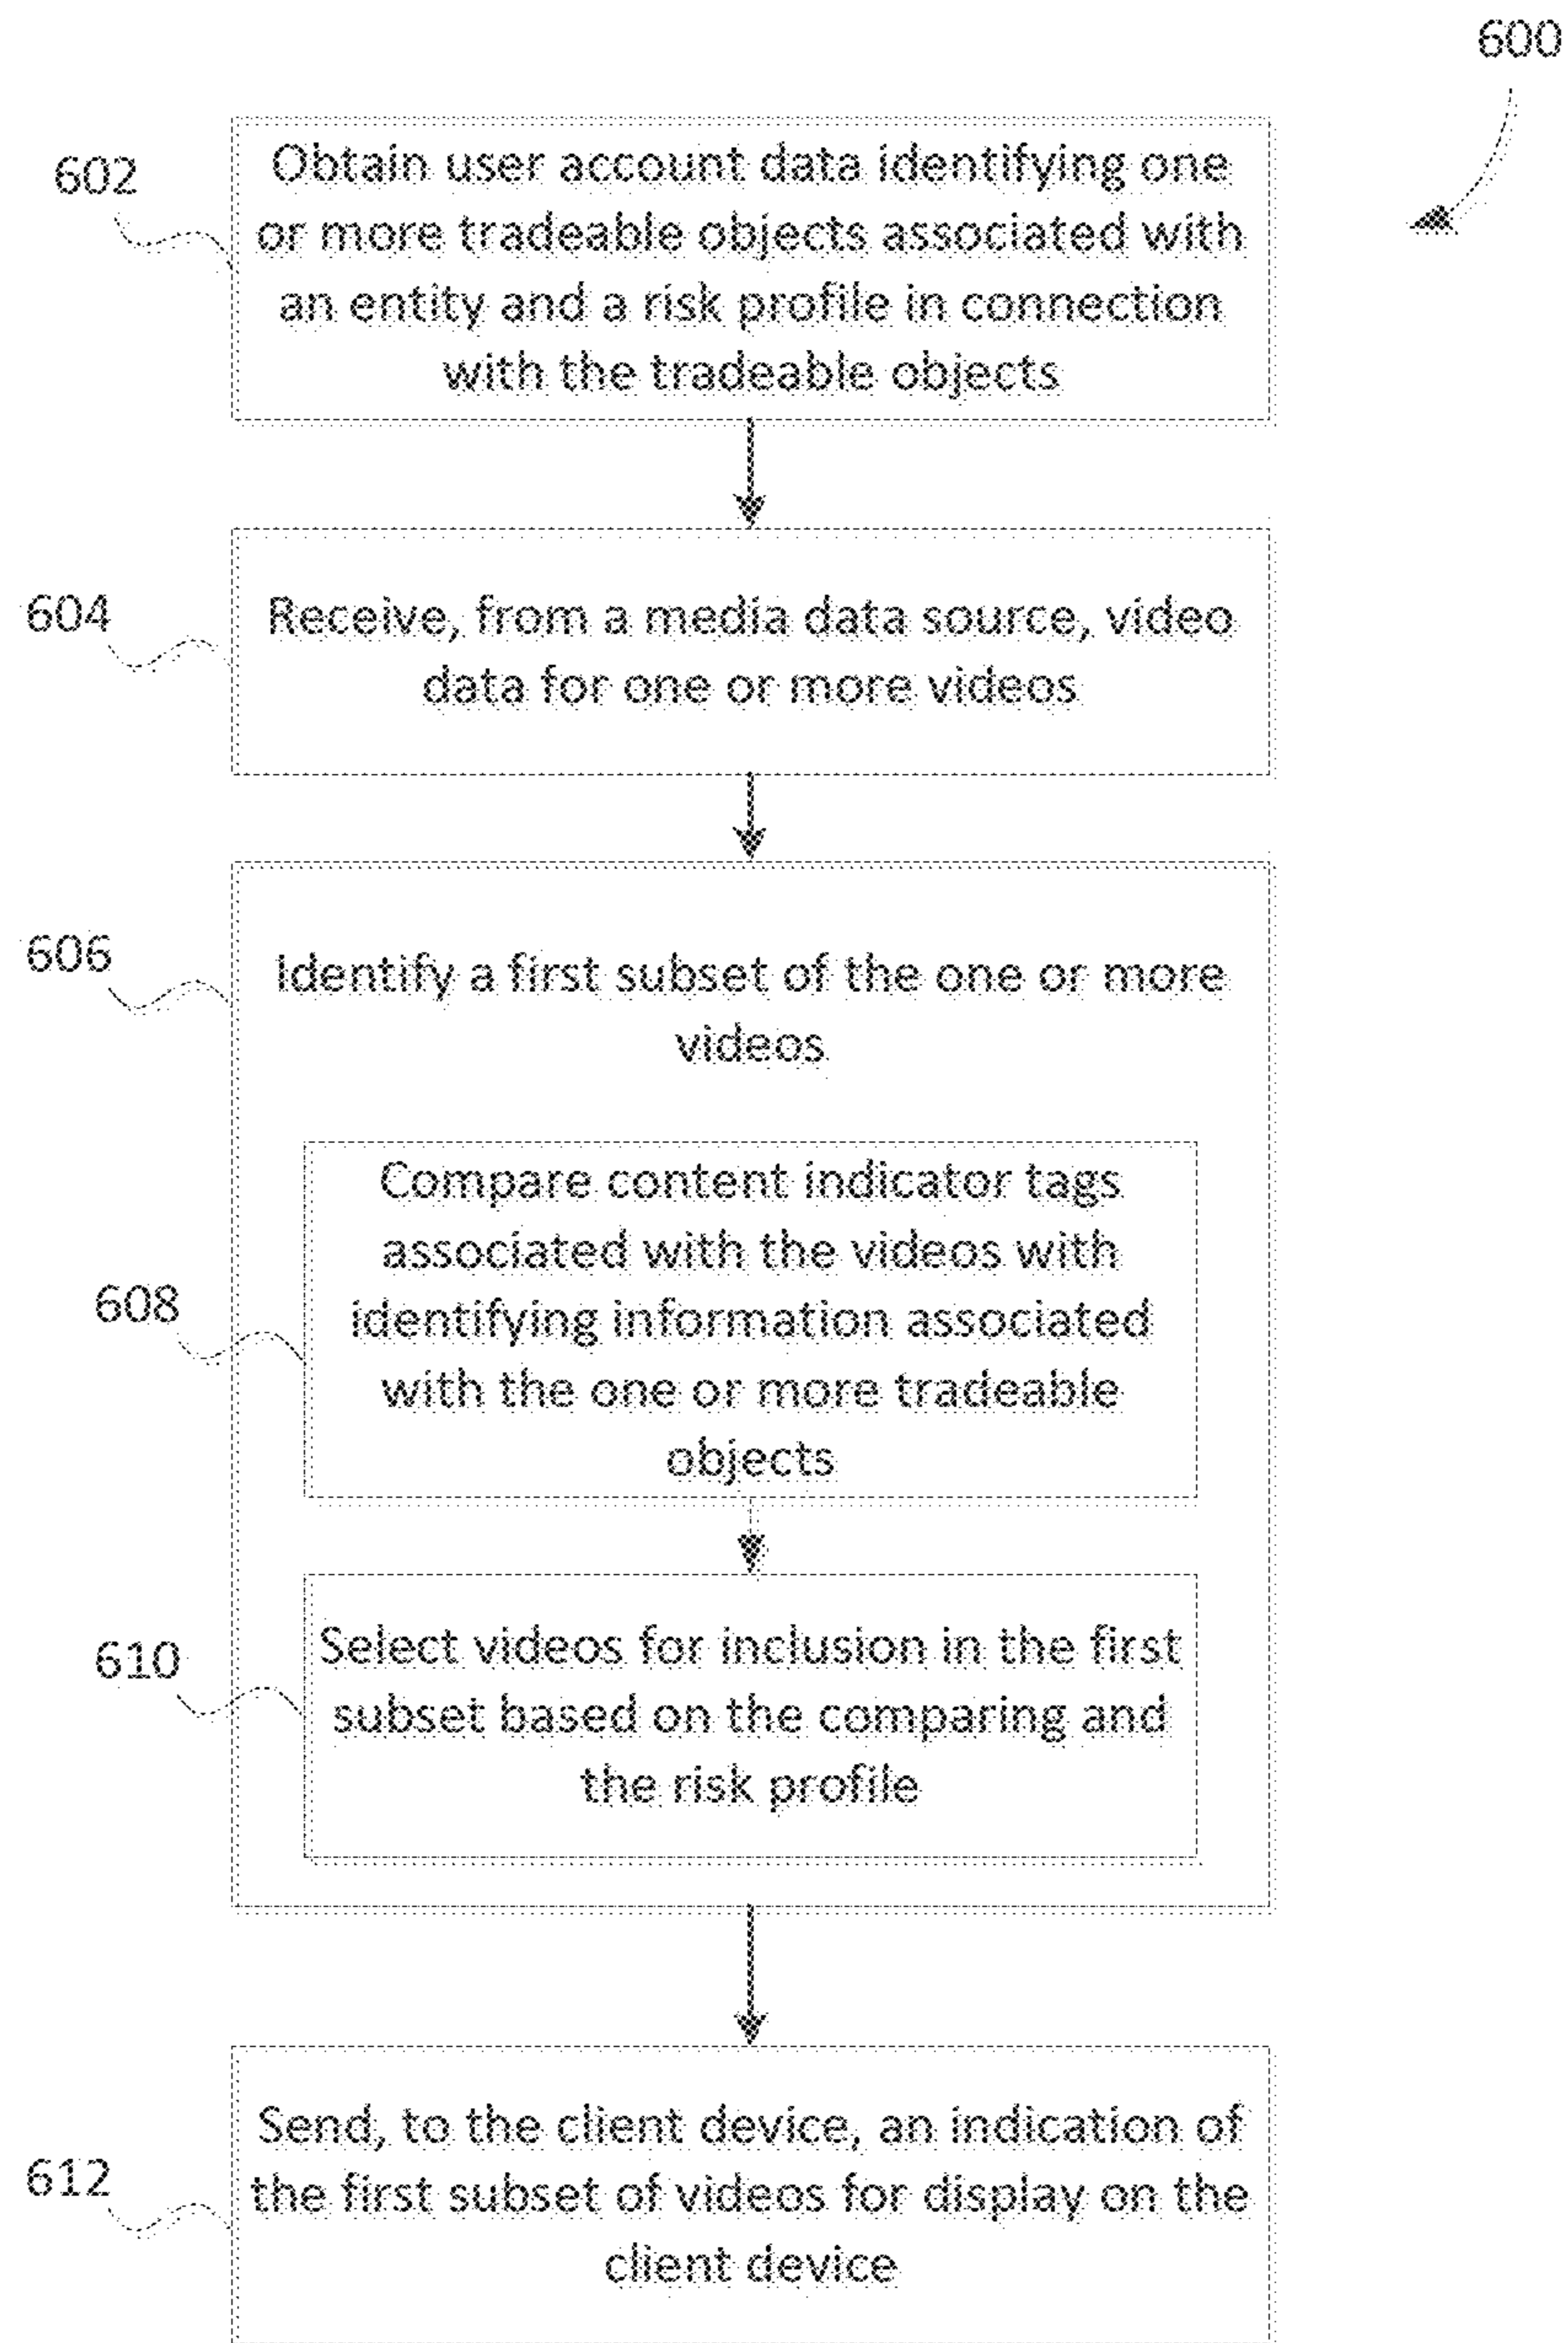 600
602
Obtain user account data identifying one
or more tradeable objects associated with
an entity and a risk profile in connection
with the tradeable objects
604
Receive, from a media data source, video
data for one or more videos
606
Identify a first subset of the one or more
videos
608
Compare content indicator tags
associated with the videos with
identifying information associated
with the one or more tradeable
objects
610
Select videos for inclusion in the first
subset based on the comparing and
the risk profile
612
Send, to the client device, an indication of
the first subset of videos for display on the
client device